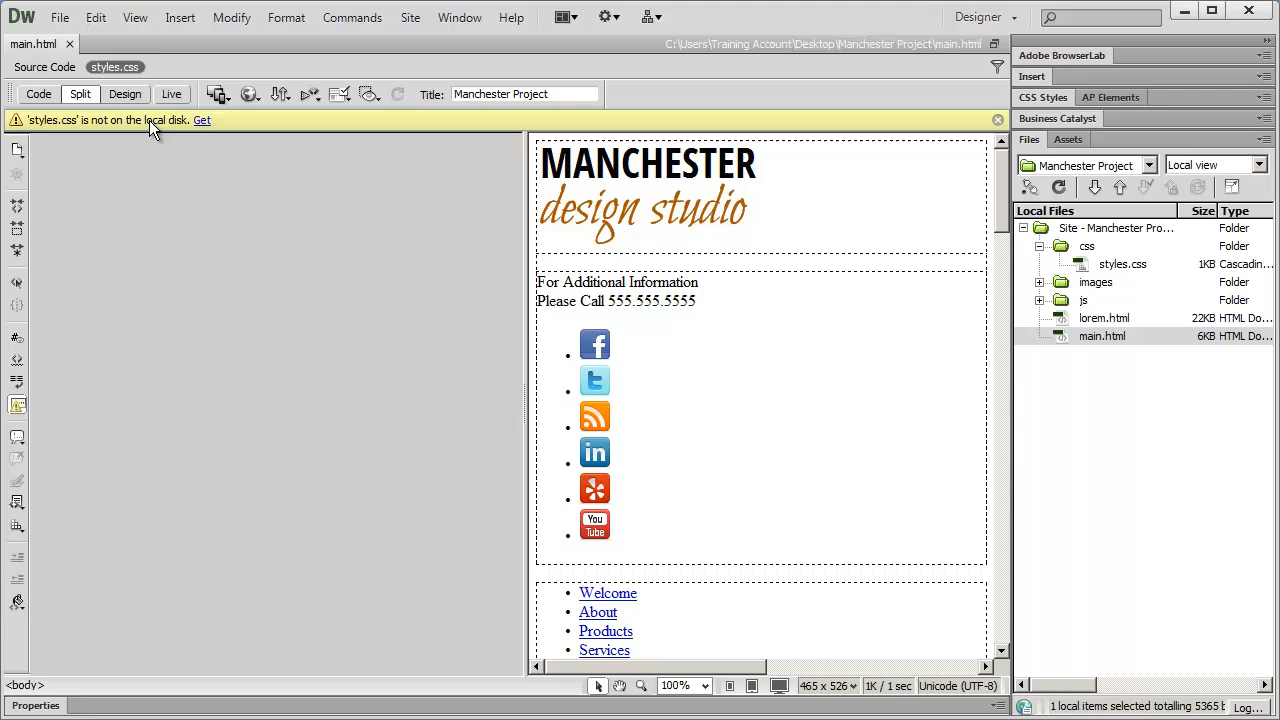 Dw File Edit View Insert Modify Format Commands Site Window Help Designer
main.html C:\Users\Training Account\Desktop\Manchester Project\main.html
Source Code styles.css
Code Split Design Live Title: Manchester Project
'styles.css' is not on the local disk. Get
MANCHESTER
design studio
For Additional Information
Please Call 555.555.5555
f
t
in
You
Tube
Welcome
About
Products
Services
<body> 100% 465 x 526 1K / 1 sec Unicode (UTF-8)
Properties
Adobe BrowserLab
Insert
CSS Styles AP Elements
Business Catalyst
Files Assets
Manchester Project Local view
Local Files Size Type
Site - Manchester Pro... Folder
css Folder
styles.css 1KB Cascadin...
images Folder
js Folder
lorem.html 22KB HTML Do...
main.html 6KB HTML Do...
1 local items selected totalling 5365 b Log...